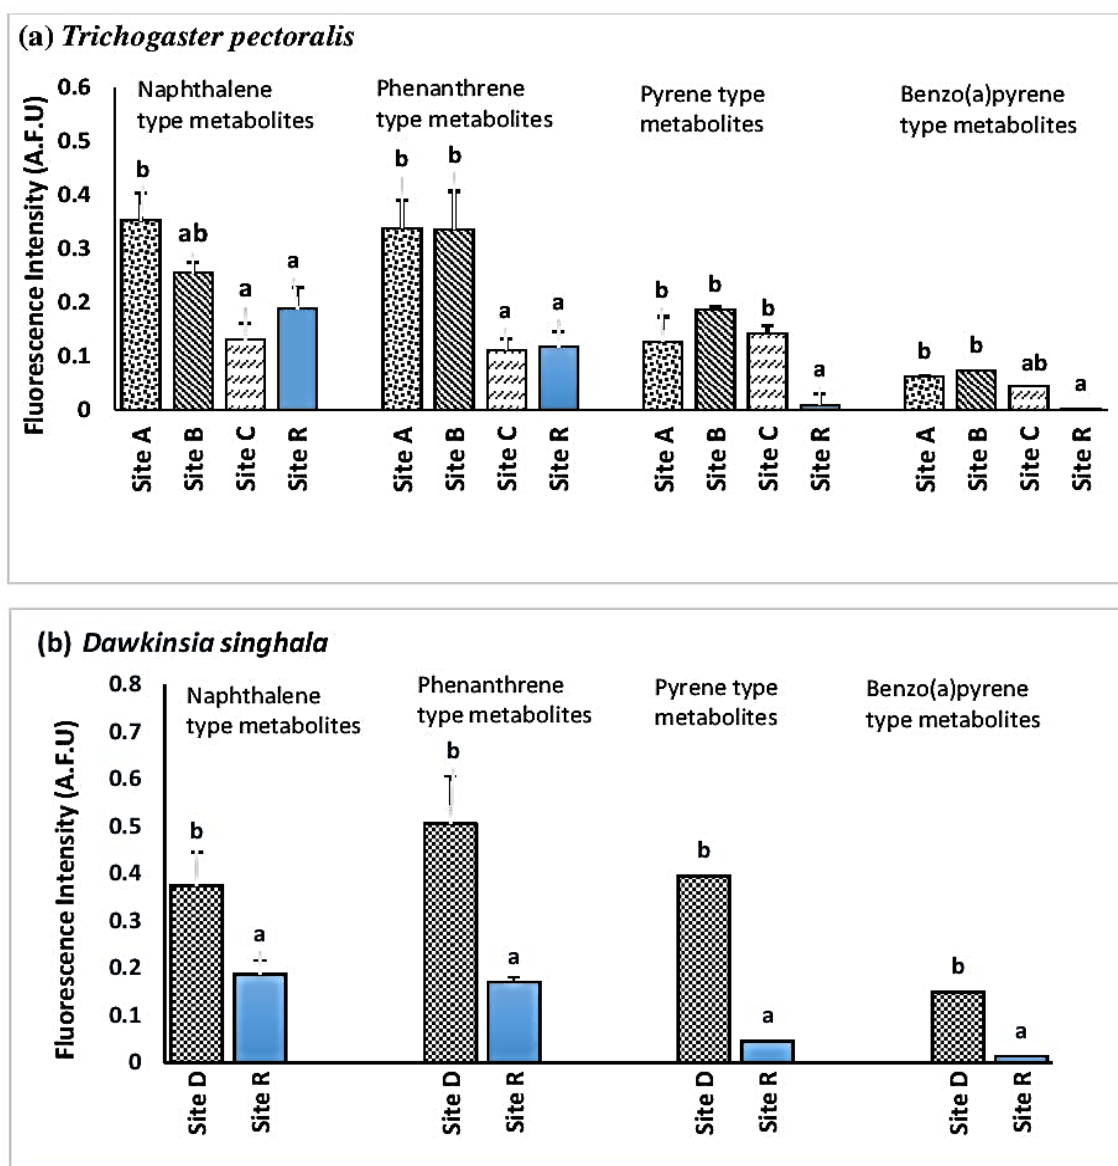 (a) Trichogaster pectoralis
Fluorescence Intensity (A.F.U)
0.6
0.5
0.4
0.3
0.2
0.1
0
Naphthalene
type metabolites
Phenanthrene
type metabolites
Pyrene type
metabolites
Benzo(a)pyrene
type metabolites
b
ab
a
a
b
b
a
a
b
b
b
a
b
b
ab
a
Site A
Site B
Site C
Site R
Site A
Site B
Site C
Site R
Site A
Site B
Site C
Site R
Site A
Site B
Site C
Site R
(b) Dawkinsia singhala
Fluorescence Intensity (A.F.U)
0.8
0.7
0.6
0.5
0.4
0.3
0.2
0.1
0
Naphthalene
type metabolites
Phenanthrene
type metabolites
Pyrene type
metabolites
Benzo(a)pyrene
type metabolites
b
a
b
a
b
a
b
a
Site D
Site R
Site D
Site R
Site D
Site R
Site D
Site R